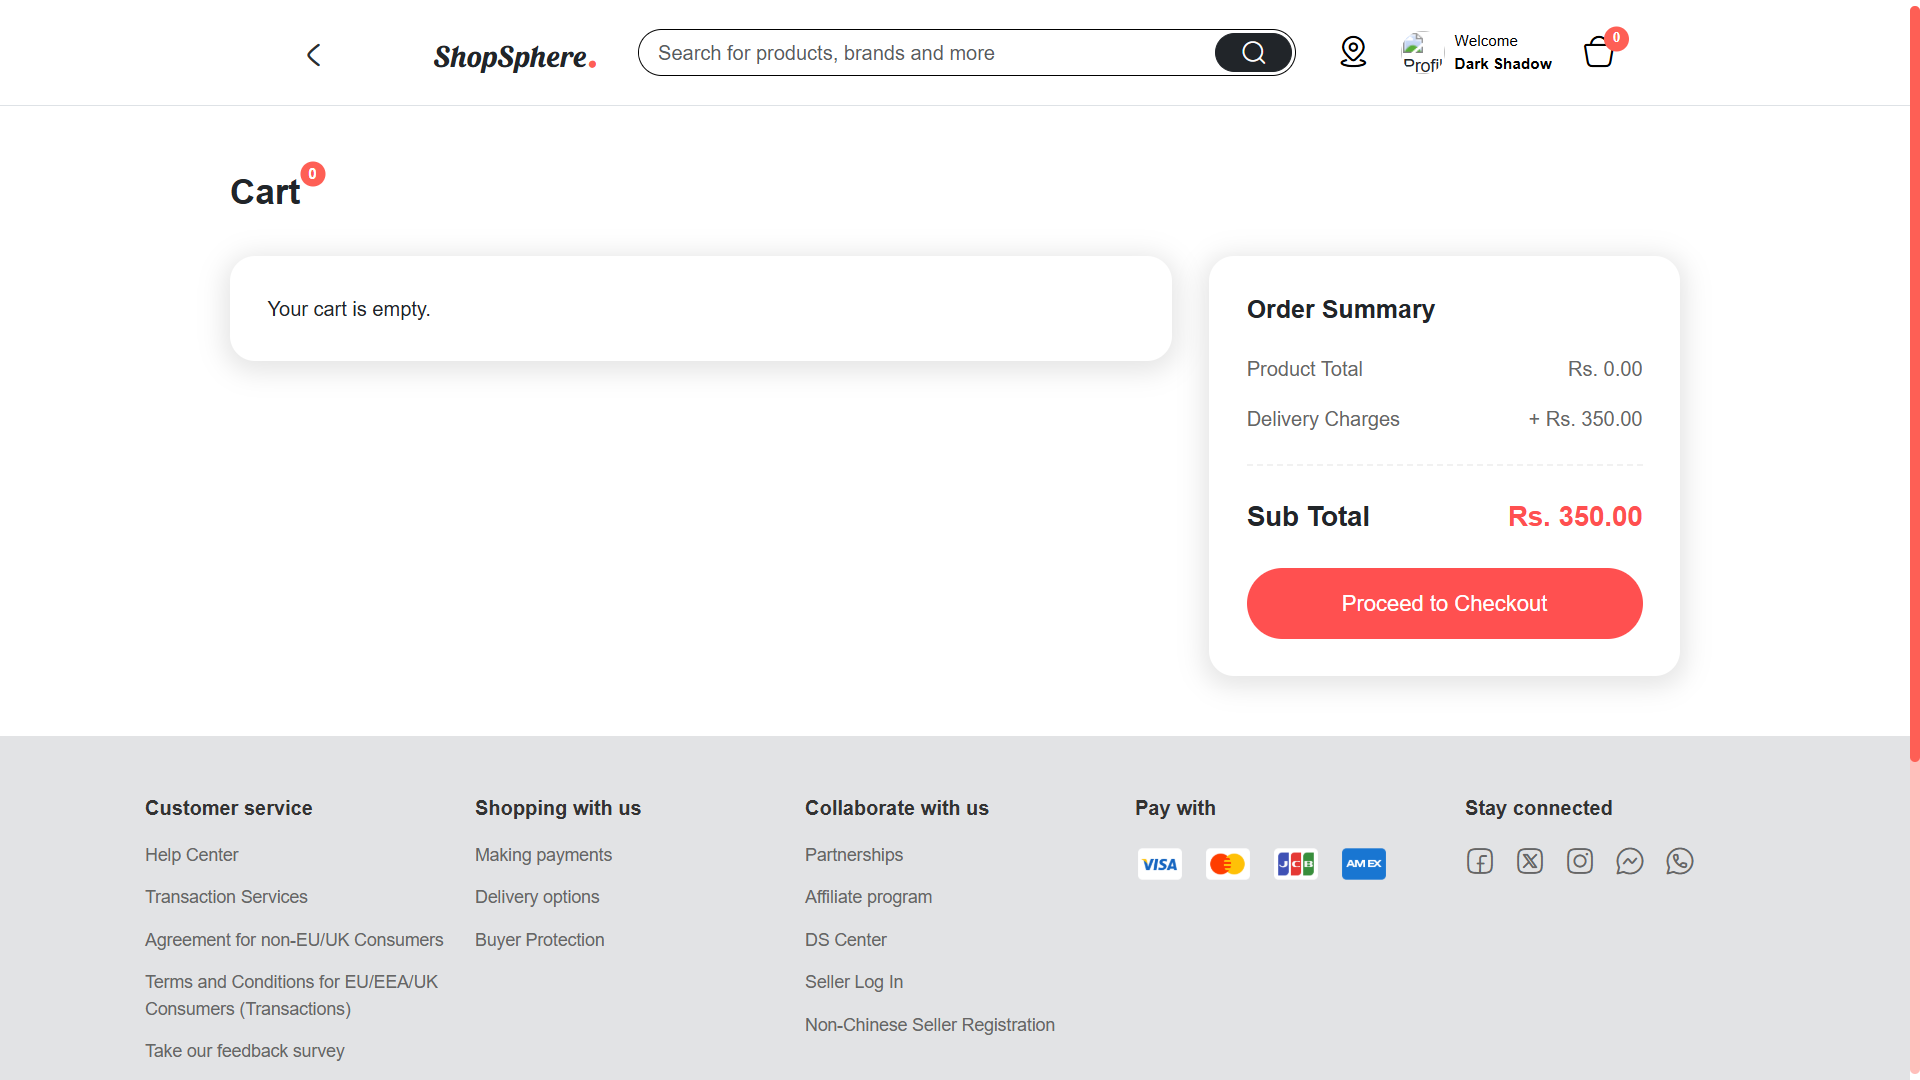 ShopSphere.
Search for products, brands and more
Profil
Welcome
Dark Shadow
0
Cart
0
Your cart is empty.
Order Summary
Product Total
Rs. 0.00
Delivery Charges
+ Rs. 350.00
Sub Total
Rs. 350.00
Proceed to Checkout
Customer service
Help Center
Transaction Services
Agreement for non-EU/UK Consumers
Terms and Conditions for EU/EEA/UK
Consumers (Transactions)
Take our feedback survey
Shopping with us
Making payments
Delivery options
Buyer Protection
Collaborate with us
Partnerships
Affiliate program
DS Center
Seller Log In
Non-Chinese Seller Registration
Pay with
VISA
JCB
AMEX
Stay connected